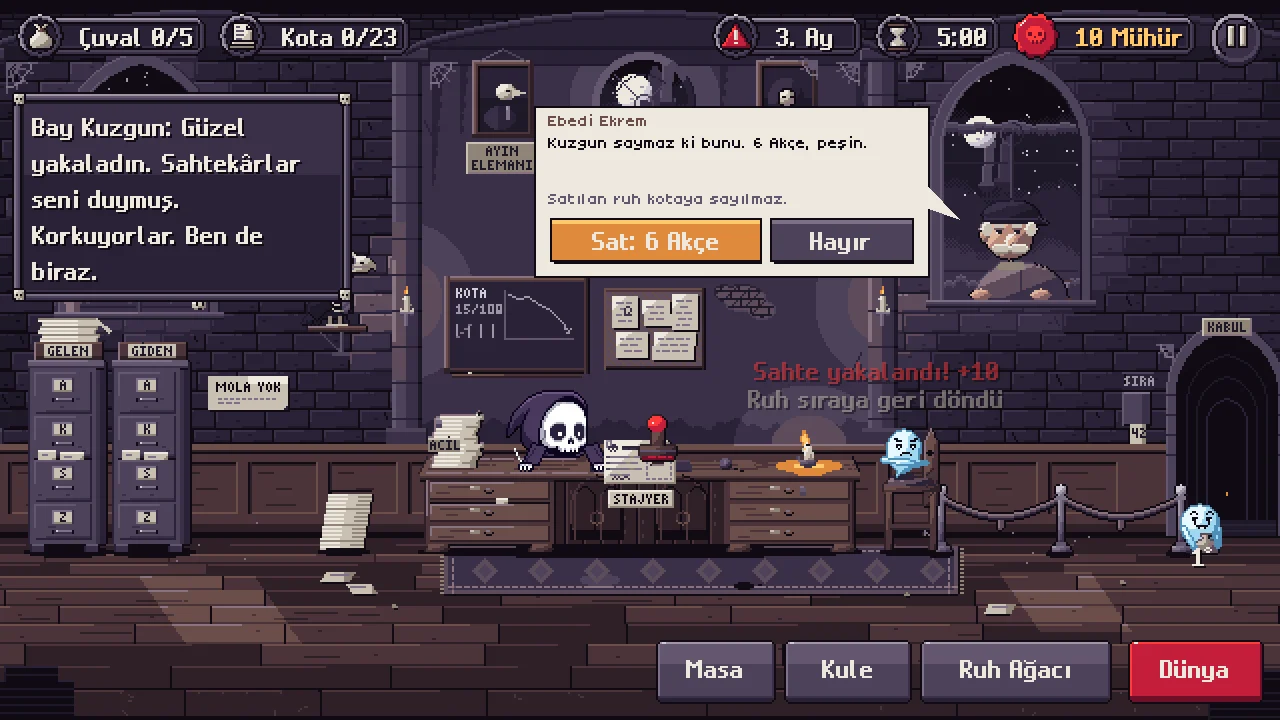 Çuval 0/5
Kota 0/23
3. Ay
5:00
10 Mühür
Bay Kuzgun: Güzel
yakaladın. Sahtekârlar
seni duymuş.
Korkuyorlar. Ben de
biraz.
AYIN
ELEMANI
Ebedi Ekrem
Kuzgun saymaz ki bunu. 6 Akçe, peşin.
Satılan ruh kotaya sayılmaz.
Sat: 6 Akçe
Hayır
KOTA
15/100
GELEN
GİDEN
A
K
S
Z
A
K
S
Z
MOLA YOK
KABUL
SIRA
42
Sahte yakalandı! +10
Ruh sıraya geri döndü
ACİL
STAJYER
Masa
Kule
Ruh Ağacı
Dünya